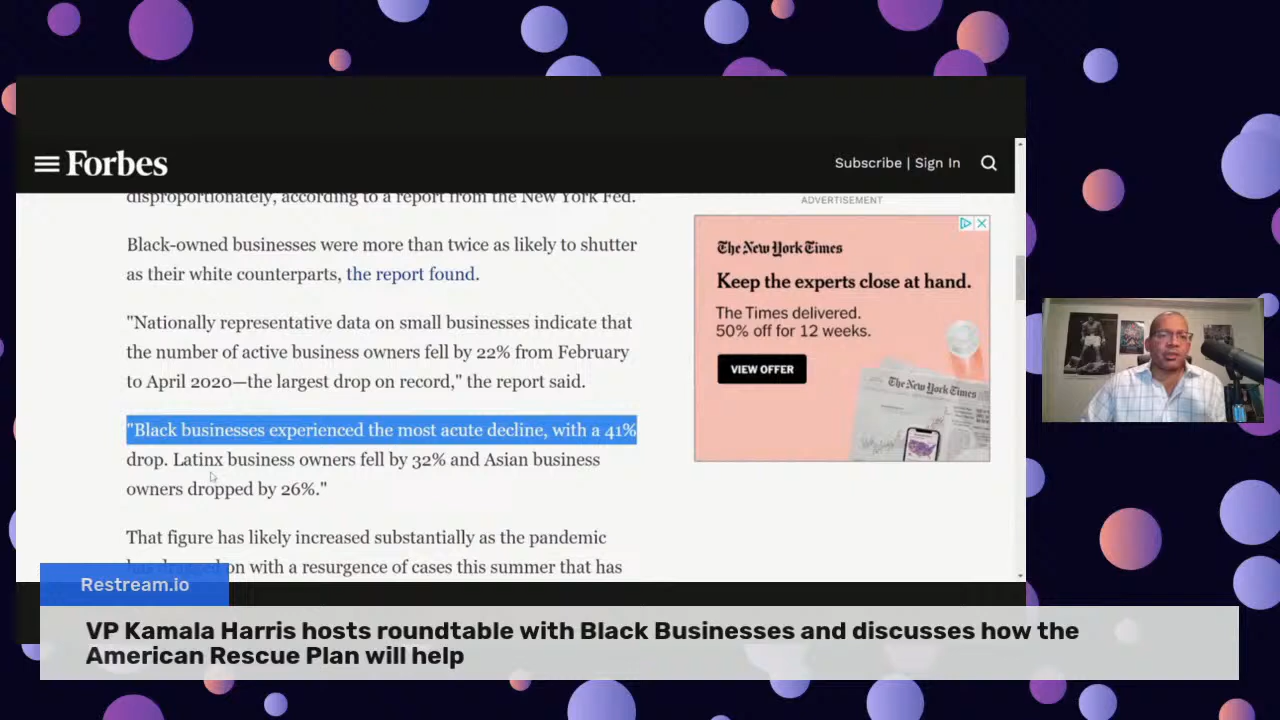 Forbes
Subscribe | Sign In
disproportionately, according to a report from the New York Fed.
Black-owned businesses were more than twice as likely to shutter
as their white counterparts, the report found.
"Nationally representative data on small businesses indicate that
the number of active business owners fell by 22% from February
to April 2020—the largest drop on record," the report said.
"Black businesses experienced the most acute decline, with a 41%
drop. Latinx business owners fell by 32% and Asian business
owners dropped by 26%."
That figure has likely increased substantially as the pandemic
has dragged on with a resurgence of cases this summer that has
ADVERTISEMENT
The New York Times
Keep the experts close at hand.
The Times delivered.
50% off for 12 weeks.
VIEW OFFER
The New York Times
Restream.io
VP Kamala Harris hosts roundtable with Black Businesses and discusses how the
American Rescue Plan will help